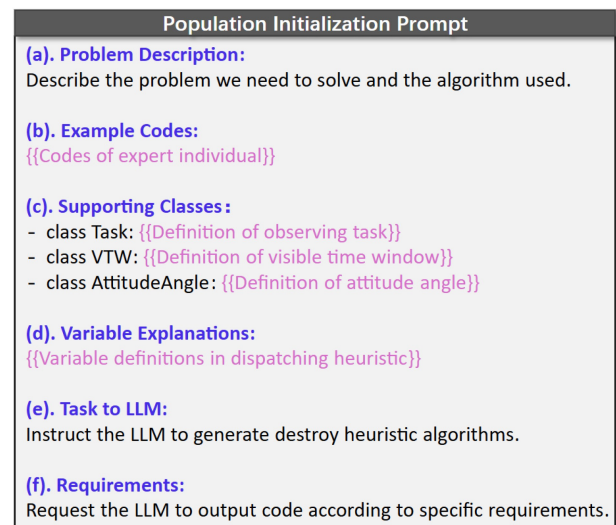 Population Initialization Prompt
(a). Problem Description:
Describe the problem we need to solve and the algorithm used.
(b). Example Codes:
{{Codes of expert individual}}
(c). Supporting Classes：
- class Task: {{Definition of observing task}}
- class VTW: {{Definition of visible time window}}
- class AttitudeAngle: {{Definition of attitude angle}}
(d). Variable Explanations:
{{Variable definitions in dispatching heuristic}}
(e). Task to LLM:
Instruct the LLM to generate destroy heuristic algorithms.
(f). Requirements:
Request the LLM to output code according to specific requirements.